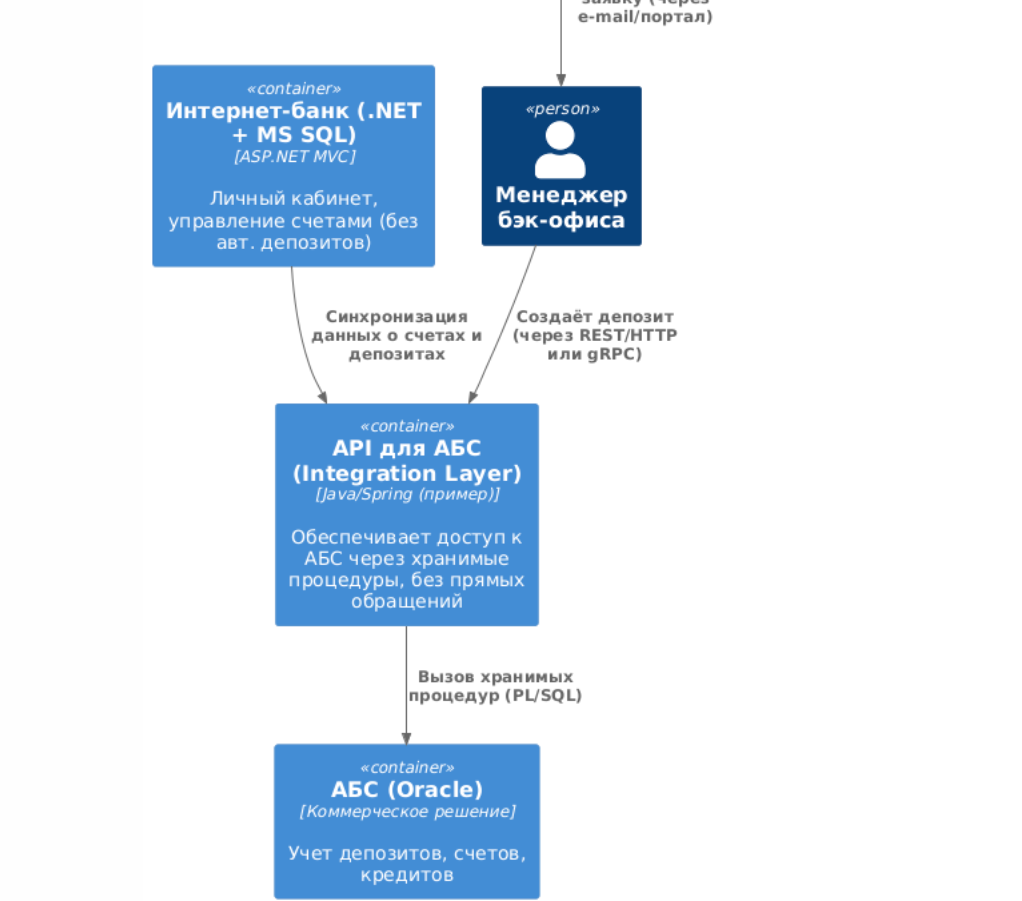 e-mail/портал)
«container»
Интернет-банк (.NET
+ MS SQL)
[ASP.NET MVC]
Личный кабинет,
управление счетами (без
авт. депозитов)
«person»
Менеджер
бэк-офиса
Синхронизация
данных о счетах и
депозитах
Создаёт депозит
(через REST/HTTP
или gRPC)
«container»
API для АБС
(Integration Layer)
[Java/Spring (пример)]
Обеспечивает доступ к
АБС через хранимые
процедуры, без прямых
обращений
Вызов хранимых
процедур (PL/SQL)
«container»
АБС (Oracle)
[Коммерческое решение]
Учет депозитов, счетов,
кредитов